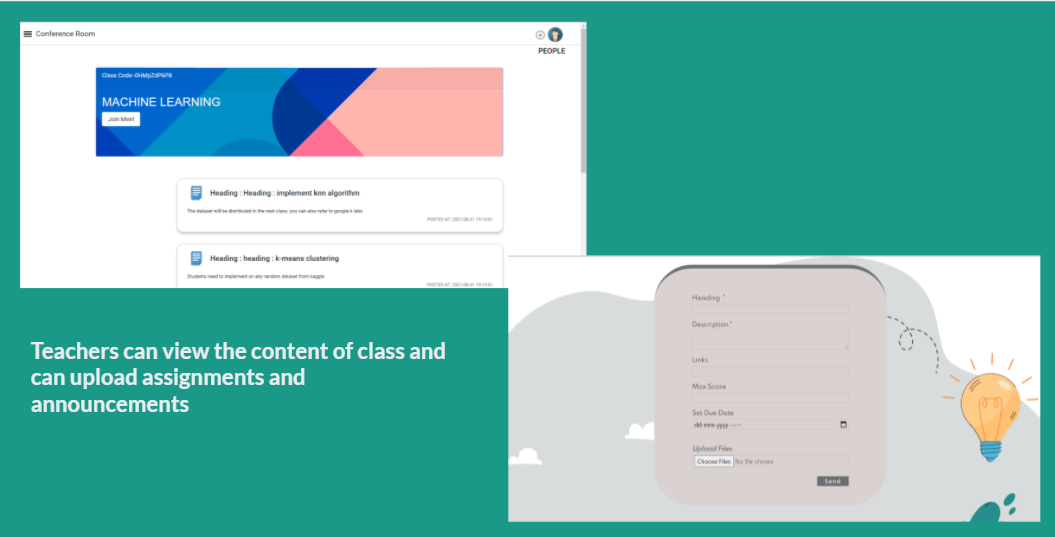 Conference Room
PEOPLE
Class Code:-GHMpZdP6P8
MACHINE LEARNING
Join Meet
Heading : Heading : implement knn algorithm
The dataset will be distributed in the next class. you can also refer to google k labs
POSTED AT: 2021-08-31 19:15:01
Heading : heading : k-means clustering
Students need to implement on any random dataset from kaggle
POSTED AT: 2021-08-31 19:15:01
Teachers can view the content of class and
can upload assignments and
announcements
Heading *
Description *
Links
Max Score
Set Due Date
dd-mm-yyyy --:--
Upload Files
Choose Files No file chosen
Send